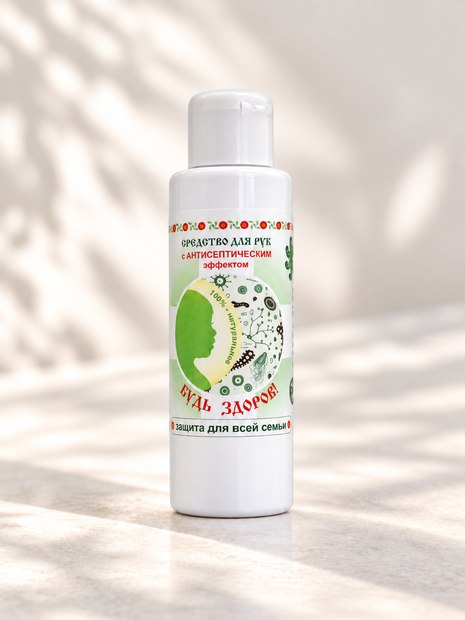 СРЕДСТВО ДЛЯ РУК
с АНТИСЕПТИЧЕСКИМ
эффектом
100% - натуральное
БУДЬ ЗДОРОВ!
защита для всей семьи